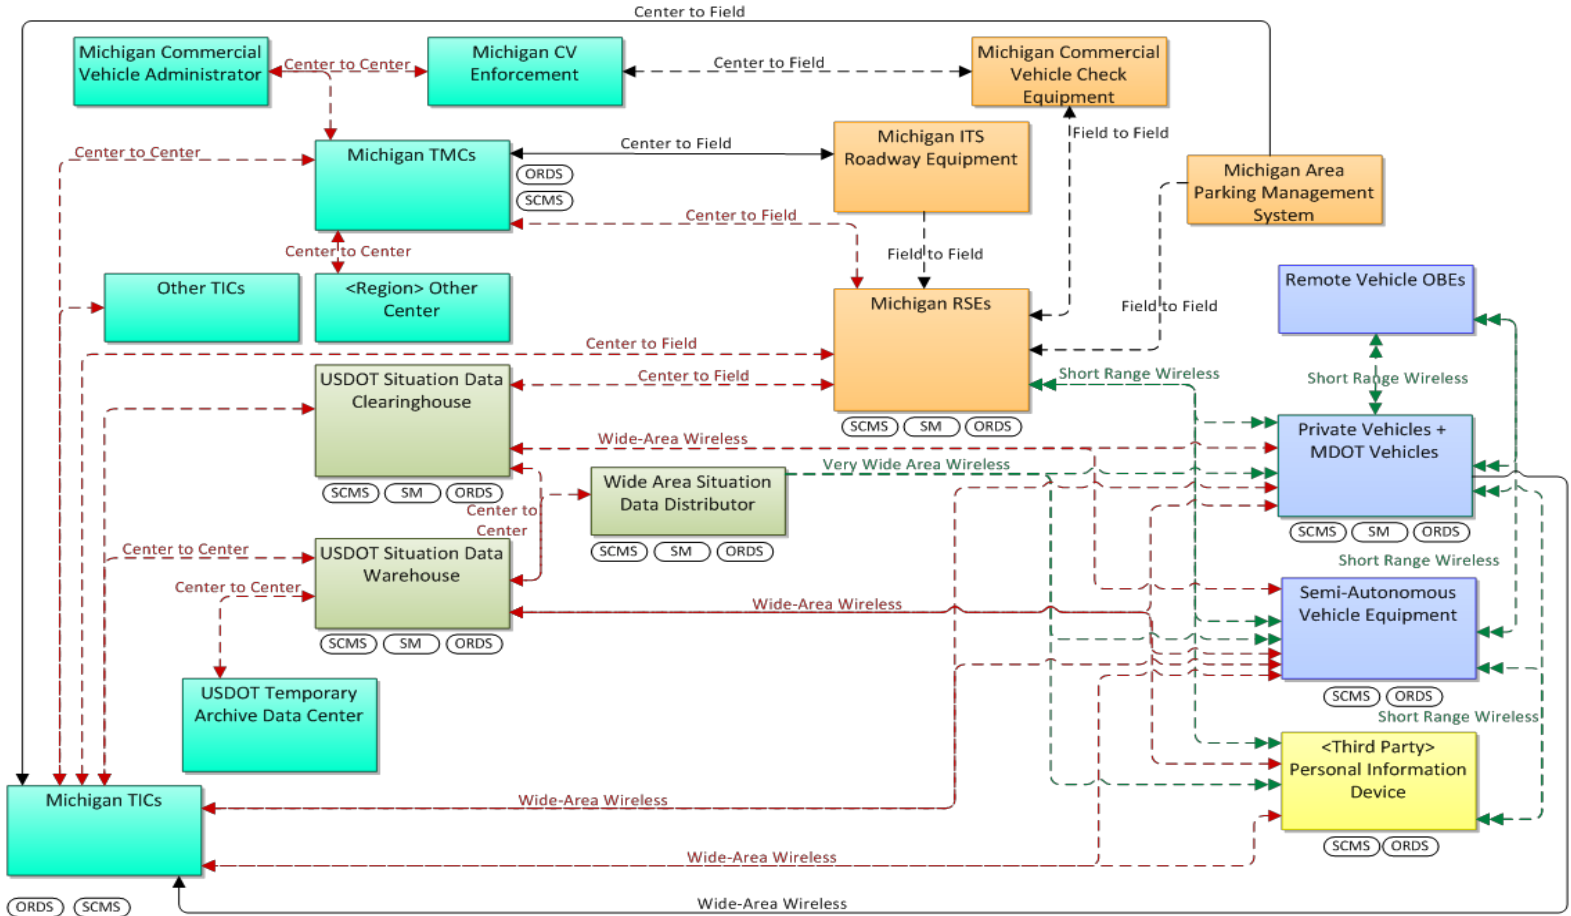 Center to Field
Michigan Commercial
Vehicle Administrator
Center to Center
Michigan CV
Enforcement
Center to Field
Michigan Commercial
Vehicle Check
Equipment
Center to Center
Michigan TMCs
ORDS
SCMS
Center to Field
Michigan ITS
Roadway Equipment
Field to Field
Michigan Area
Parking Management
System
Center to Field
Center to Center
Field to Field
Other TICs
<Region> Other
Center
Michigan RSEs
Field to Field
Remote Vehicle OBEs
Center to Field
USDOT Situation Data
Clearinghouse
Center to Field
Short Range Wireless
Short Range Wireless
SCMS
SM
ORDS
Private Vehicles +
MDOT Vehicles
Wide-Area Wireless
Very Wide Area Wireless
SCMS
SM
ORDS
Wide Area Situation
Data Distributor
Center to
Center
SCMS
SM
ORDS
SCMS
SM
ORDS
Center to Center
USDOT Situation Data
Warehouse
Short Range Wireless
Center to Center
Wide-Area Wireless
Semi-Autonomous
Vehicle Equipment
SCMS
SM
ORDS
USDOT Temporary
Archive Data Center
SCMS
ORDS
Short Range Wireless
<Third Party>
Personal Information
Device
Michigan TICs
Wide-Area Wireless
SCMS
ORDS
Wide-Area Wireless
ORDS
SCMS
Wide-Area Wireless